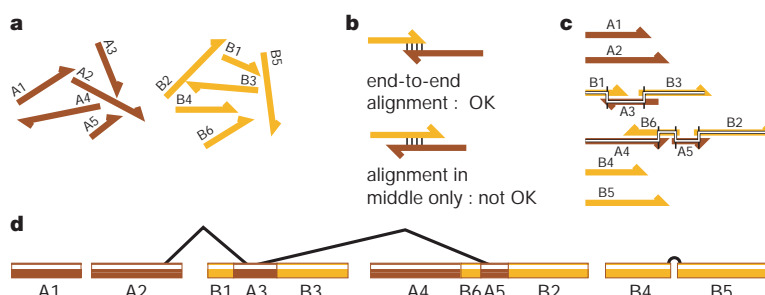 a
b
c
A3
B1
B5
A1
A2
B2
A4
B3
B4
A5
B6
end-to-end
alignment : OK
alignment in
middle only : not OK
A1
A2
B1
B3
A3
B6
B2
A4
A5
B4
B5
d
A1 A2 B1 A3 B3 A4 B6 A5 B2 B4 B5